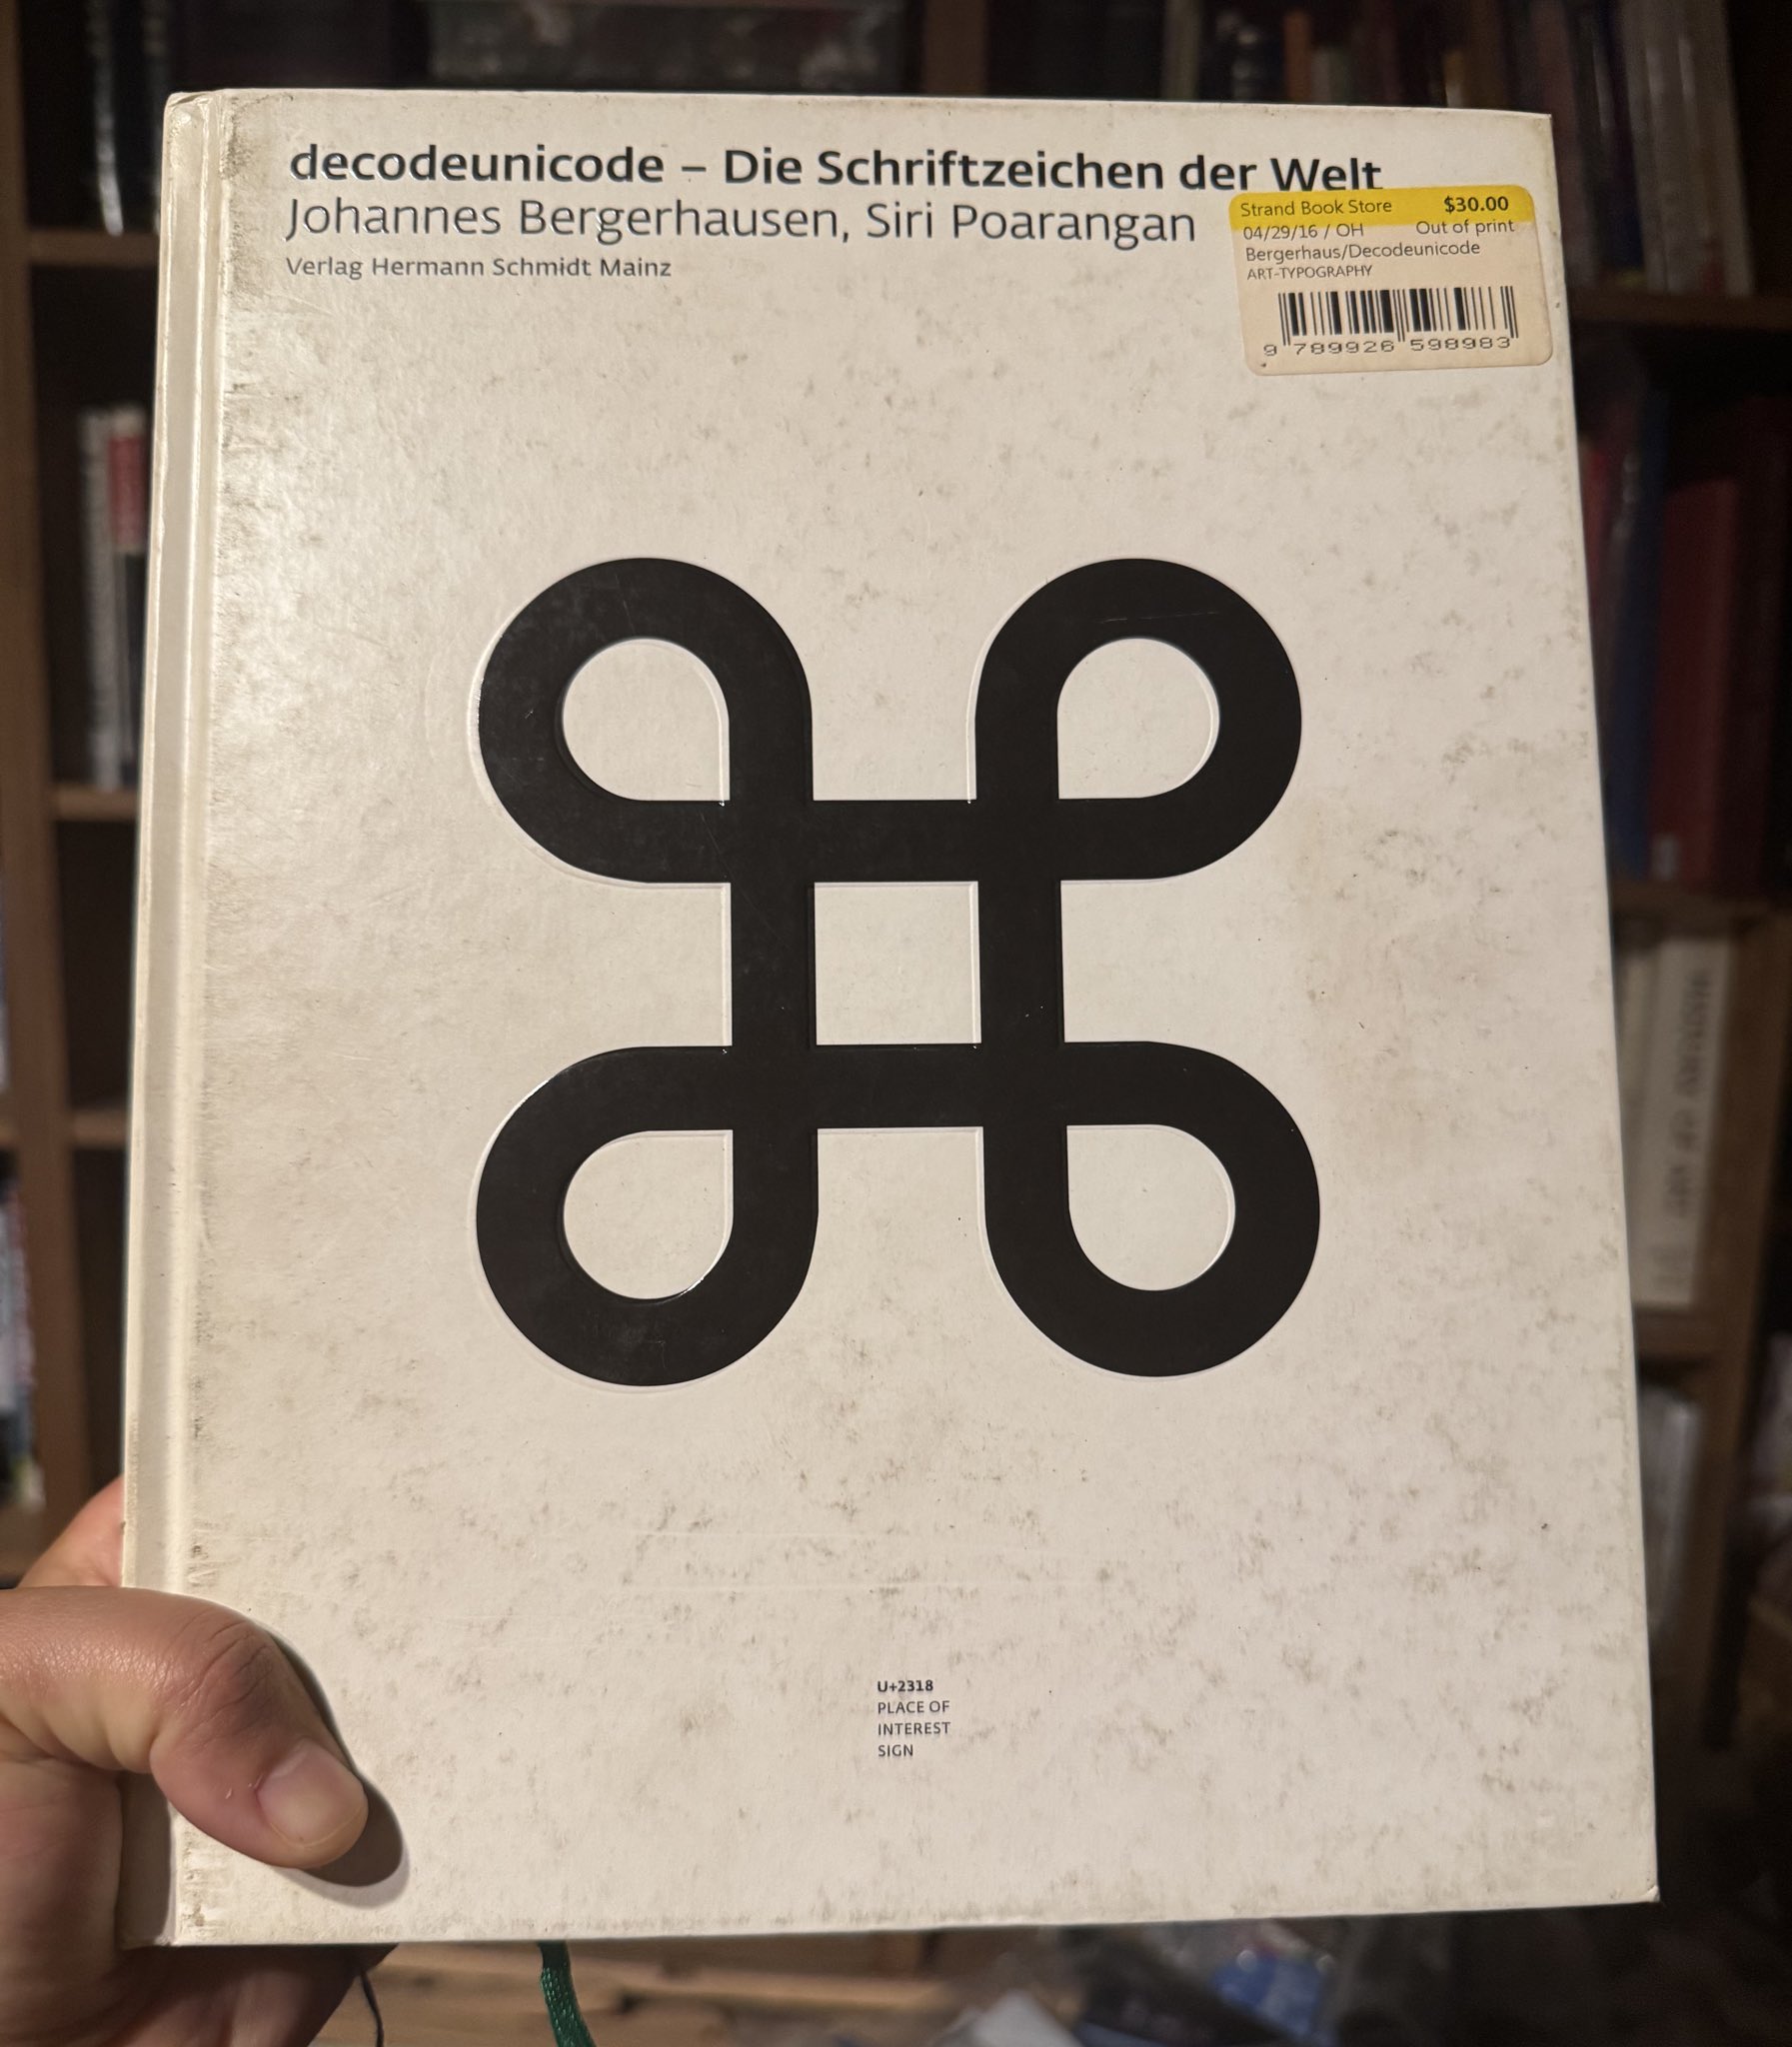 decodeunicode – Die Schriftzeichen der Welt
Johannes Bergerhausen, Siri Poarangan
Verlag Hermann Schmidt Mainz
Strand Book Store $30.00
04/29/16 / OH Out of print
Bergerhaus/Decodeunicode
ART-TYPOGRAPHY
9 789926 598983
⌘
U+2318
PLACE OF
INTEREST
SIGN